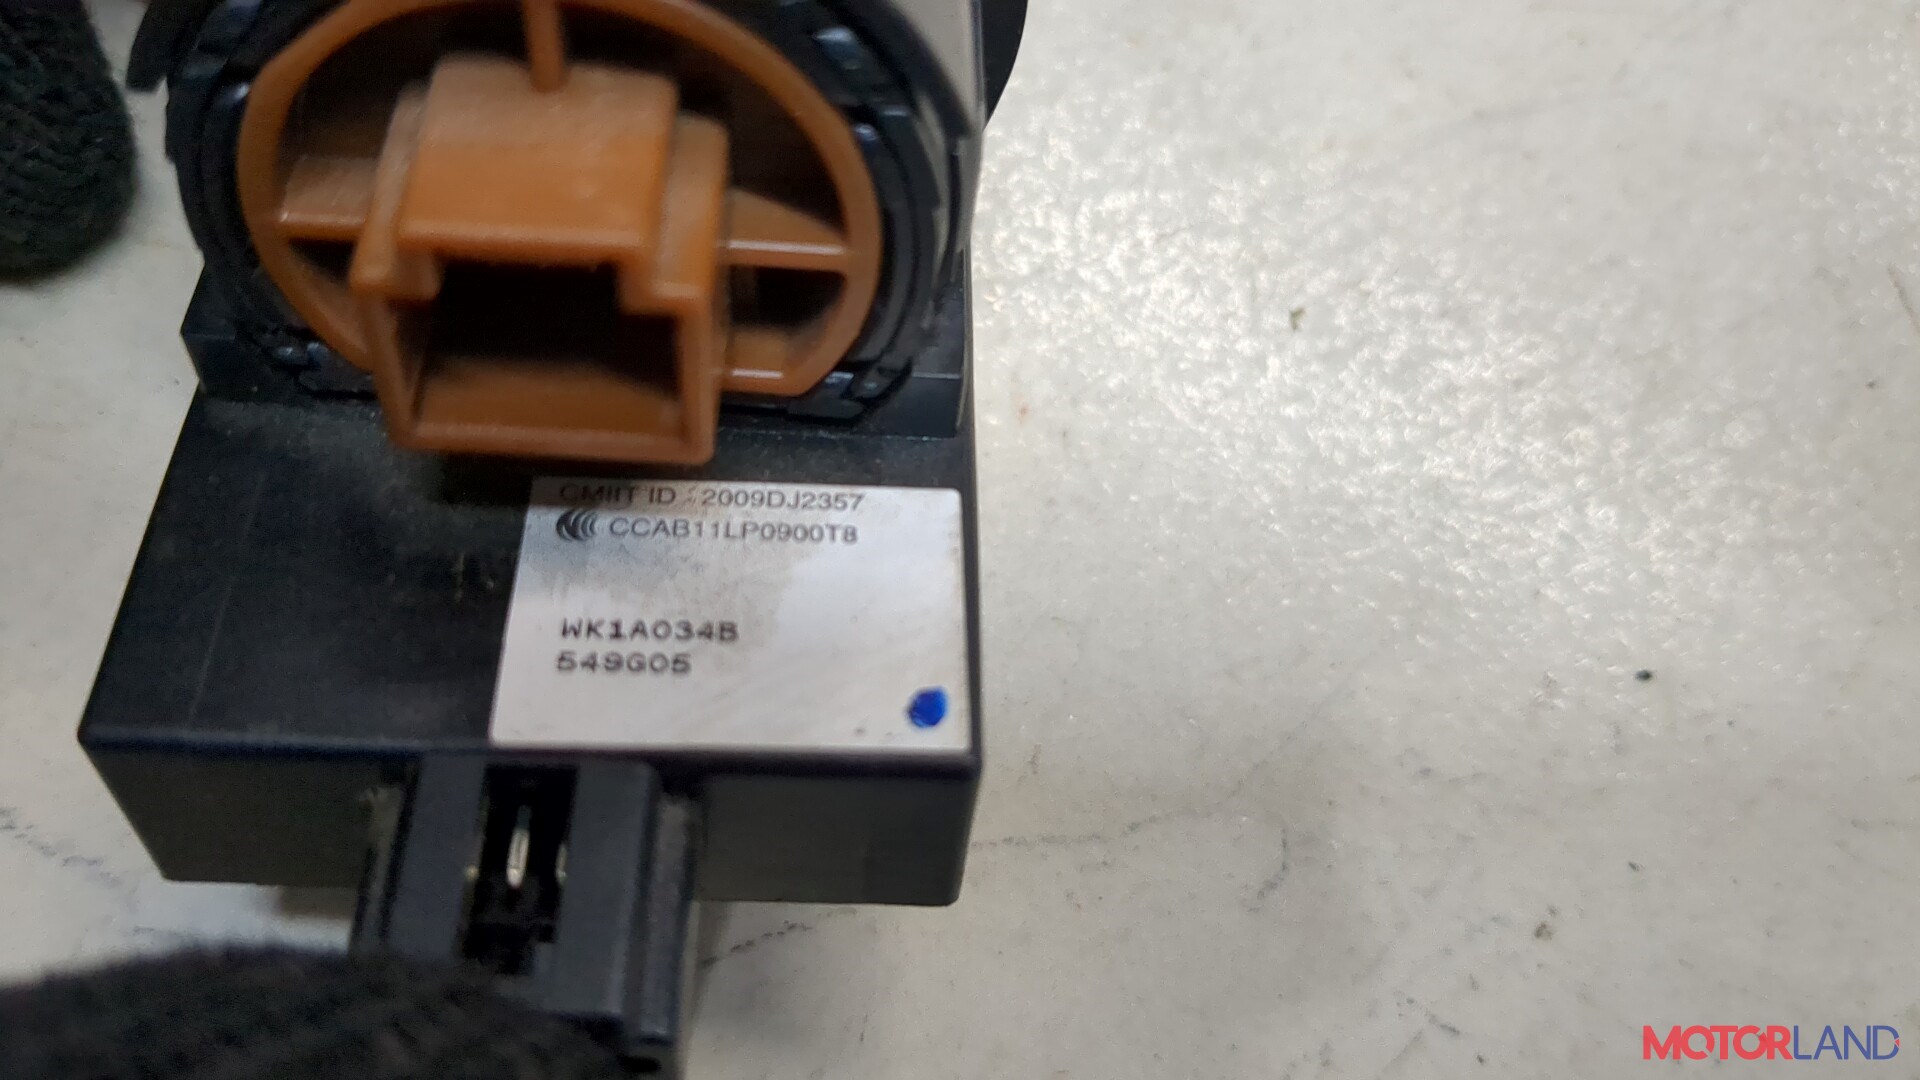 CMIIT ID : 2009DJ2357
CCAB11LP0900T8
WK1A034B
549G05
MOTORLAND